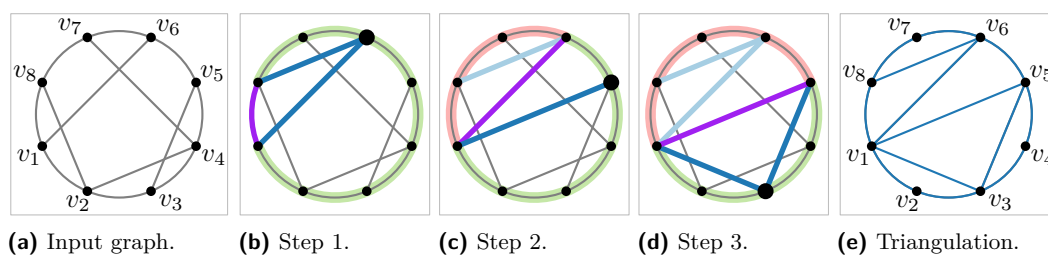 v7 v6
v8 v5
v1 v4
v2 v3
v7 v6
v8 v5
v1 v4
v2 v3
(a) Input graph. (b) Step 1. (c) Step 2. (d) Step 3. (e) Triangulation.